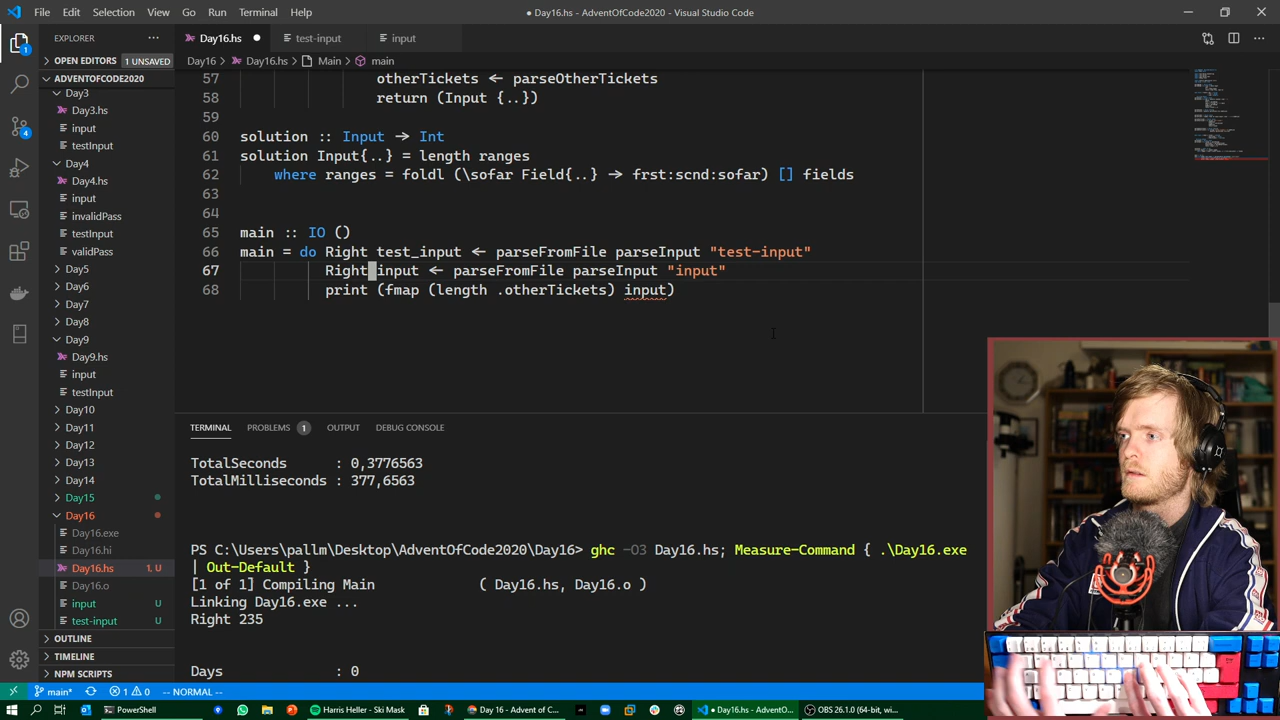 File Edit Selection View Go Run Terminal Help
● Day16.hs - AdventOfCode2020 - Visual Studio Code
EXPLORER
Day16.hs
test-input
input
OPEN EDITORS 1 UNSAVED
Day16 > Day16.hs > Main > main
ADVENTOFCODE2020
Day3
Day3.hs
input
testInput
Day4
Day4.hs
input
invalidPass
testInput
validPass
Day5
Day6
Day7
Day8
Day9
Day9.hs
input
testInput
Day10
Day11
Day12
Day13
Day14
Day15
Day16
Day16.exe
Day16.hi
Day16.hs 1, U
Day16.o
input U
test-input U
OUTLINE
TIMELINE
NPM SCRIPTS
57 otherTickets ← parseOtherTickets
58 return (Input {..})
59
60 solution :: Input → Int
61 solution Input{..} = length ranges
62 where ranges = foldl (\sofar Field{..} → frst:scnd:sofar) [] fields
63
64
65 main :: IO ()
66 main = do Right test_input ← parseFromFile parseInput "test-input"
67 Right input ← parseFromFile parseInput "input"
68 print (fmap (length .otherTickets) input)
TERMINAL PROBLEMS 1 OUTPUT DEBUG CONSOLE
TotalSeconds : 0,3776563
TotalMilliseconds : 377,6563
PS C:\Users\pallm\Desktop\AdventOfCode2020\Day16> ghc -O3 Day16.hs; Measure-Command { .\Day16.exe
| Out-Default }
[1 of 1] Compiling Main ( Day16.hs, Day16.o )
Linking Day16.exe ...
Right 235
Days : 0
main* 1 0 -- NORMAL --
PowerShell
Harris Heller - Ski Mask
Day 16 - Advent of C...
● Day16.hs - AdventO...
OBS 26.1.0 (64-bit, w...